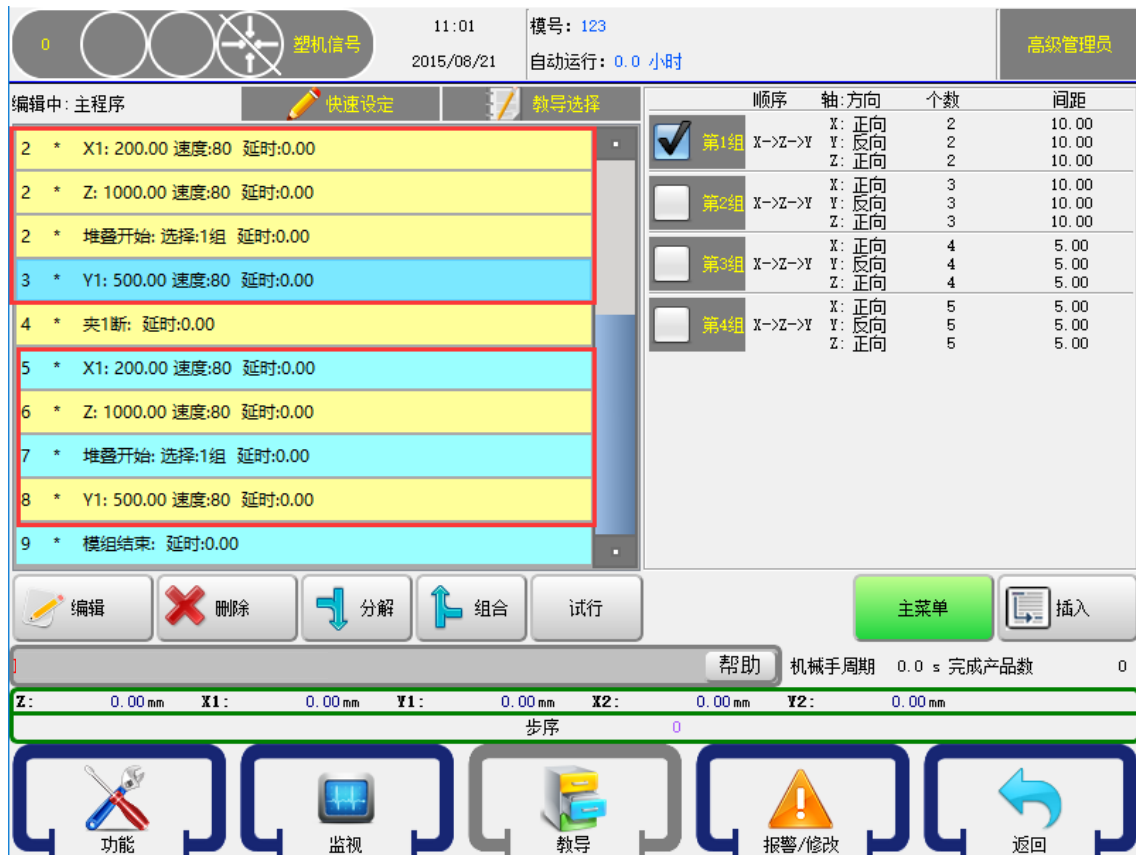 0
塑机信号
11:01
2015/08/21
模号: 123
自动运行: 0.0 小时
高级管理员
编辑中: 主程序
快速设定
教导选择
2 * X1: 200.00 速度:80 延时:0.00
2 * Z: 1000.00 速度:80 延时:0.00
2 * 堆叠开始: 选择:1组 延时:0.00
3 * Y1: 500.00 速度:80 延时:0.00
4 * 夹1断: 延时:0.00
5 * X1: 200.00 速度:80 延时:0.00
6 * Z: 1000.00 速度:80 延时:0.00
7 * 堆叠开始: 选择:1组 延时:0.00
8 * Y1: 500.00 速度:80 延时:0.00
9 * 模组结束: 延时:0.00
顺序 轴:方向 个数 间距
X: 正向 2 10.00
第1组 X->Z->Y Y: 反向 2 10.00
Z: 正向 2 10.00
X: 正向 3 10.00
第2组 X->Z->Y Y: 反向 3 10.00
Z: 正向 3 10.00
X: 正向 4 5.00
第3组 X->Z->Y Y: 反向 4 5.00
Z: 正向 4 5.00
X: 正向 5 5.00
第4组 X->Z->Y Y: 反向 5 5.00
Z: 正向 5 5.00
编辑 删除 分解 组合 试行 主菜单 插入
帮助 机械手周期 0.0 s 完成产品数 0
Z: 0.00mm X1: 0.00mm Y1: 0.00mm X2: 0.00mm Y2: 0.00mm
步序 0
功能 监视 教导 报警/修改 返回